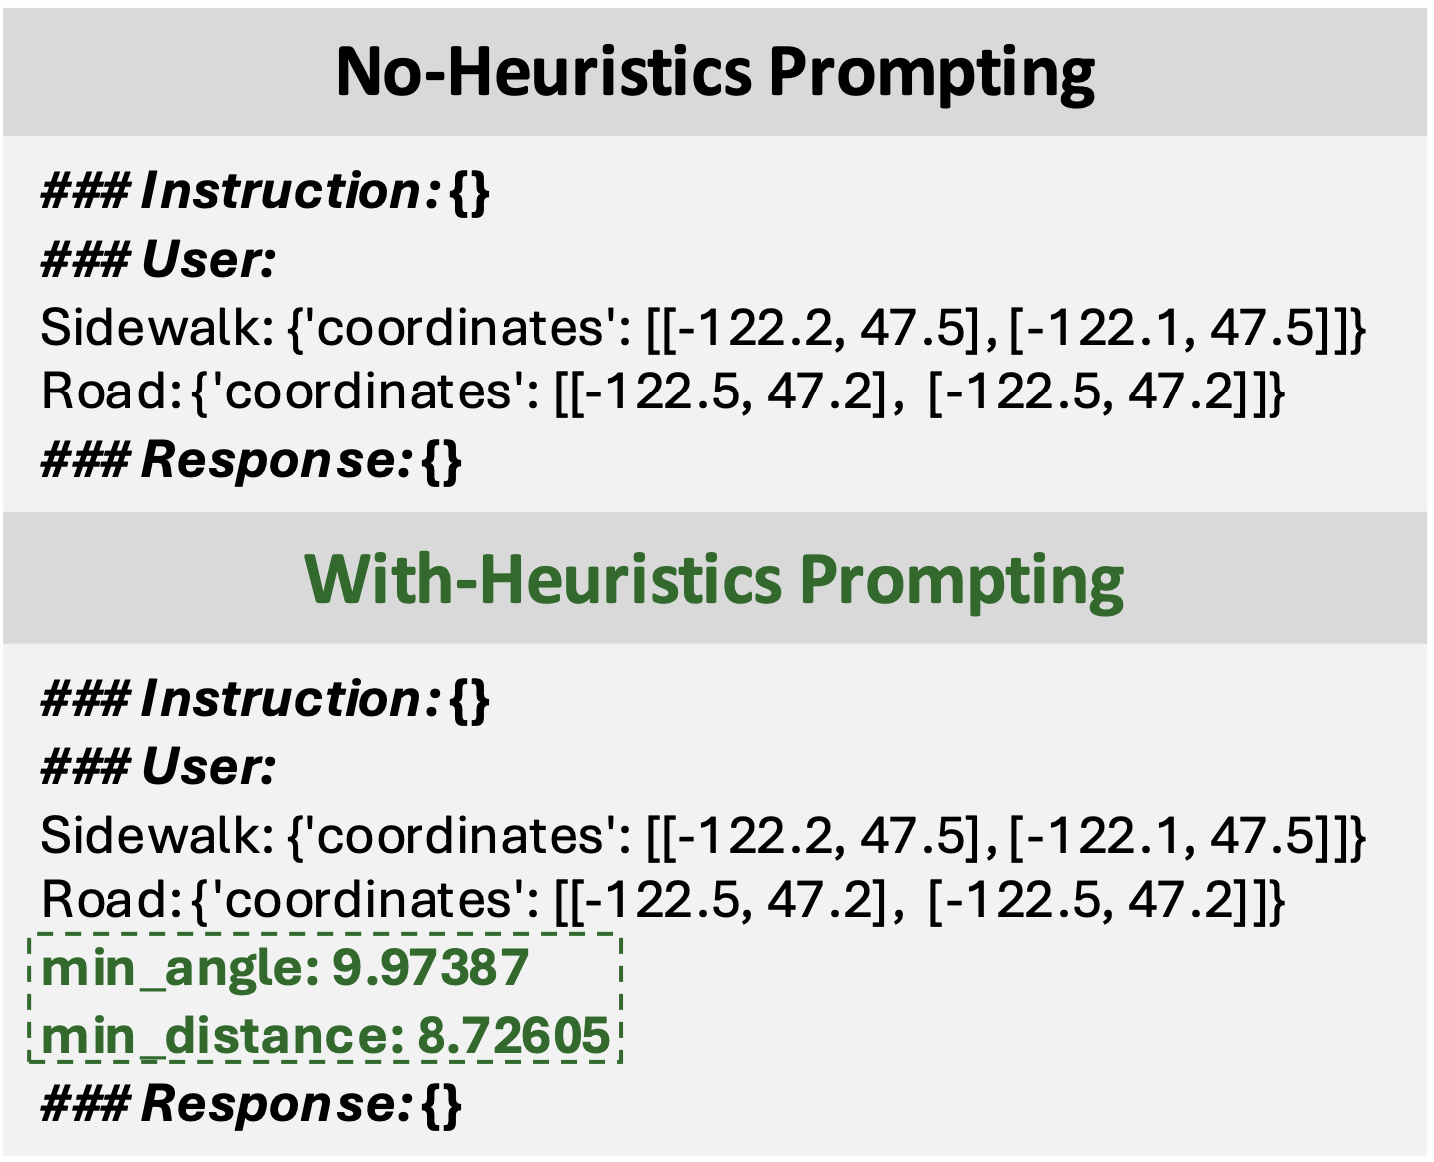 No-Heuristics Prompting
### Instruction: {}
### User:
Sidewalk: {'coordinates': [[-122.2, 47.5], [-122.1, 47.5]]}
Road: {'coordinates': [[-122.5, 47.2], [-122.5, 47.2]]}
### Response: {}
With-Heuristics Prompting
### Instruction: {}
### User:
Sidewalk: {'coordinates': [[-122.2, 47.5], [-122.1, 47.5]]}
Road: {'coordinates': [[-122.5, 47.2], [-122.5, 47.2]]}
min_angle: 9.97387
min_distance: 8.72605
### Response: {}